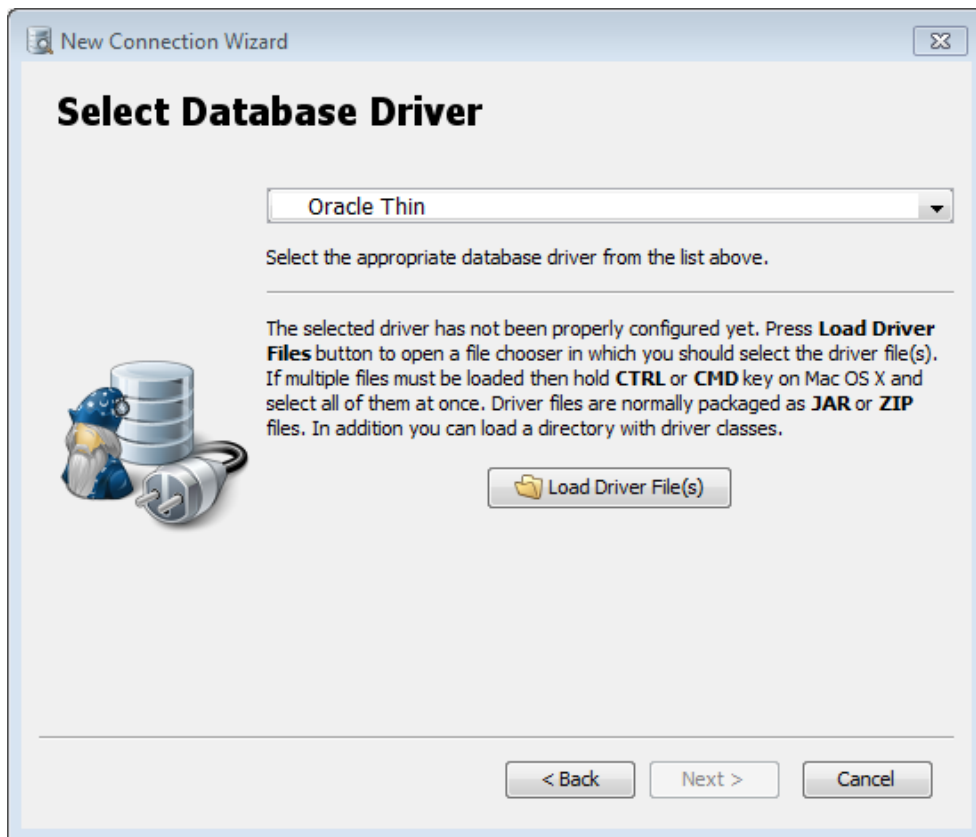 New Connection Wizard
Select Database Driver
Oracle Thin
Select the appropriate database driver from the list above.
The selected driver has not been properly configured yet. Press Load Driver
Files button to open a file chooser in which you should select the driver file(s).
If multiple files must be loaded then hold CTRL or CMD key on Mac OS X and
select all of them at once. Driver files are normally packaged as JAR or ZIP
files. In addition you can load a directory with driver classes.
Load Driver File(s)
< Back Next > Cancel